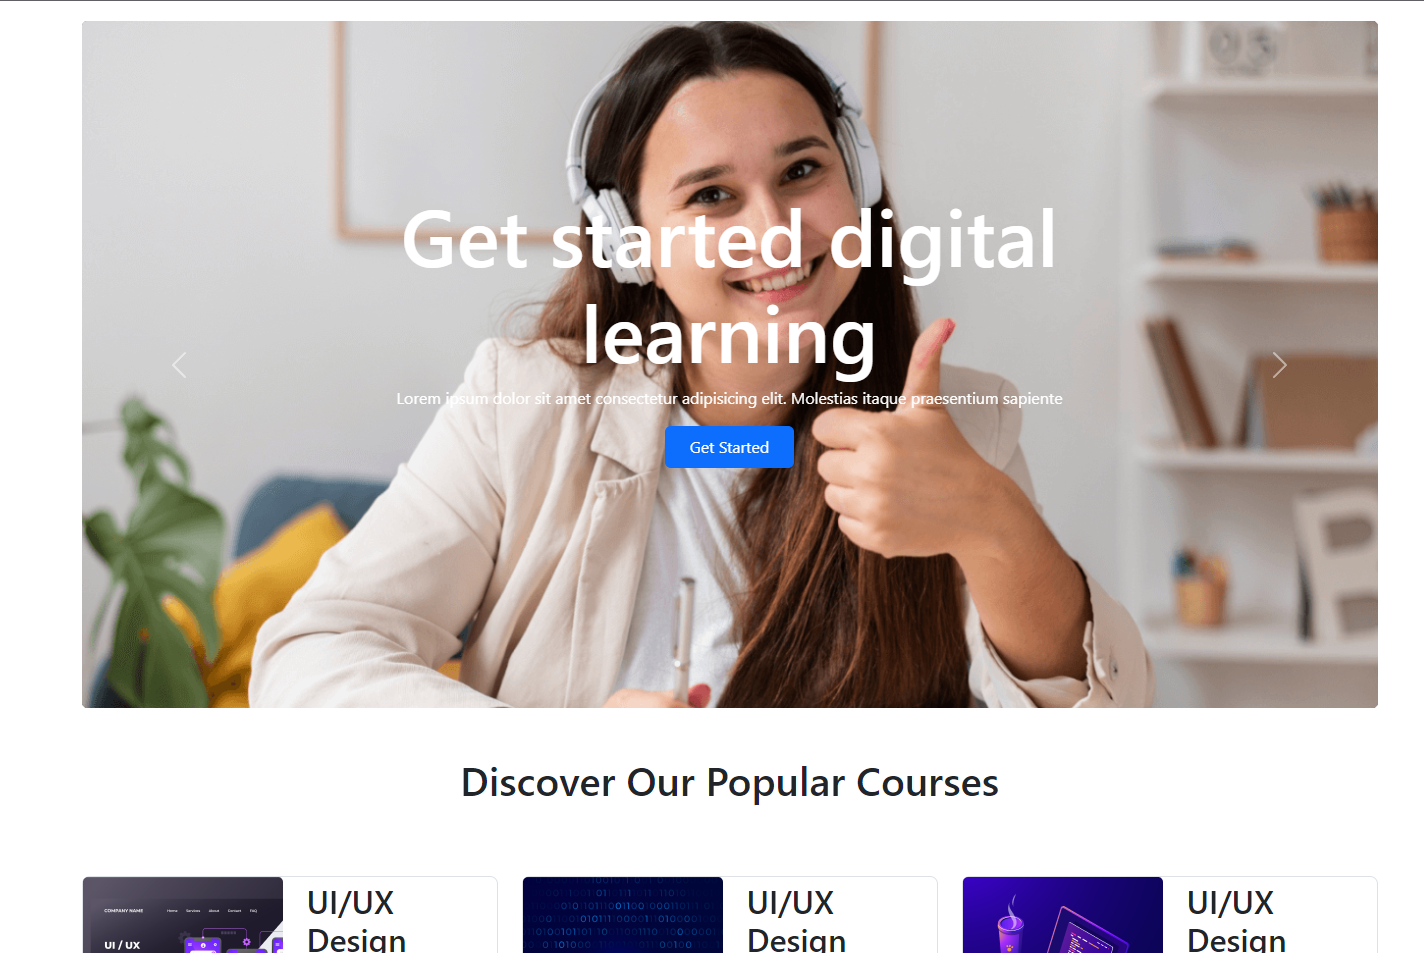 Get started digital
learning
Lorem ipsum dolor sit amet consectetur adipisicing elit. Molestias itaque praesentium sapiente
Get Started
Discover Our Popular Courses
COMPANY NAME
Home Services About Contact FAQ
UI / UX
UI/UX
Design
UI/UX
Design
UI/UX
Design